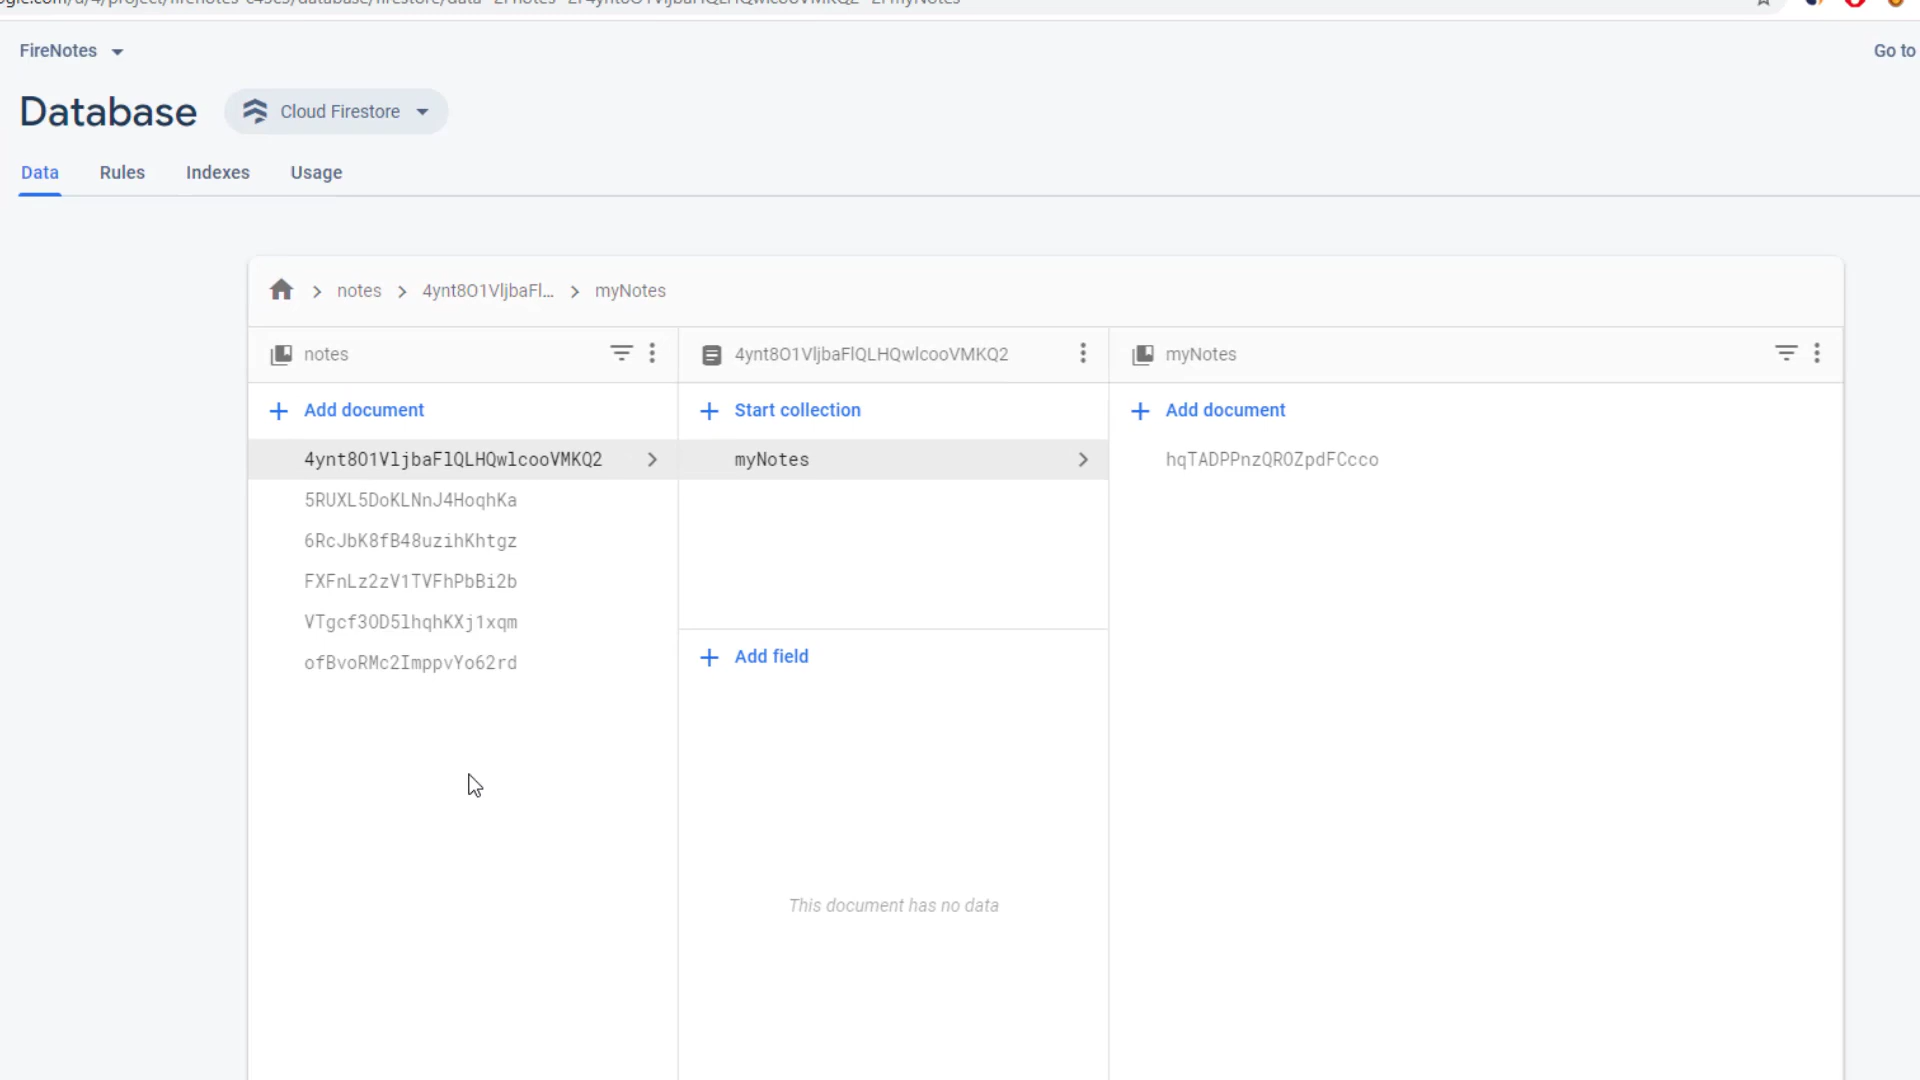 FireNotes
Go to
Database
Cloud Firestore
Data
Rules
Indexes
Usage
notes
4ynt8O1VljbaFl...
myNotes
notes
4ynt8O1VljbaFlQLHQwlcooVMKQ2
myNotes
Add document
Start collection
Add document
4ynt8O1VljbaFlQLHQwlcooVMKQ2
myNotes
hqTADPPnzQROZpdFCcco
5RUXL5DoKLNnJ4HoqhKa
6RcJbK8fB48uzihKhtgz
FXFnLz2zV1TVFhPbBi2b
VTgcf3OD5lhqhKXj1xqm
ofBvoRMc2ImppvYo62rd
Add field
This document has no data